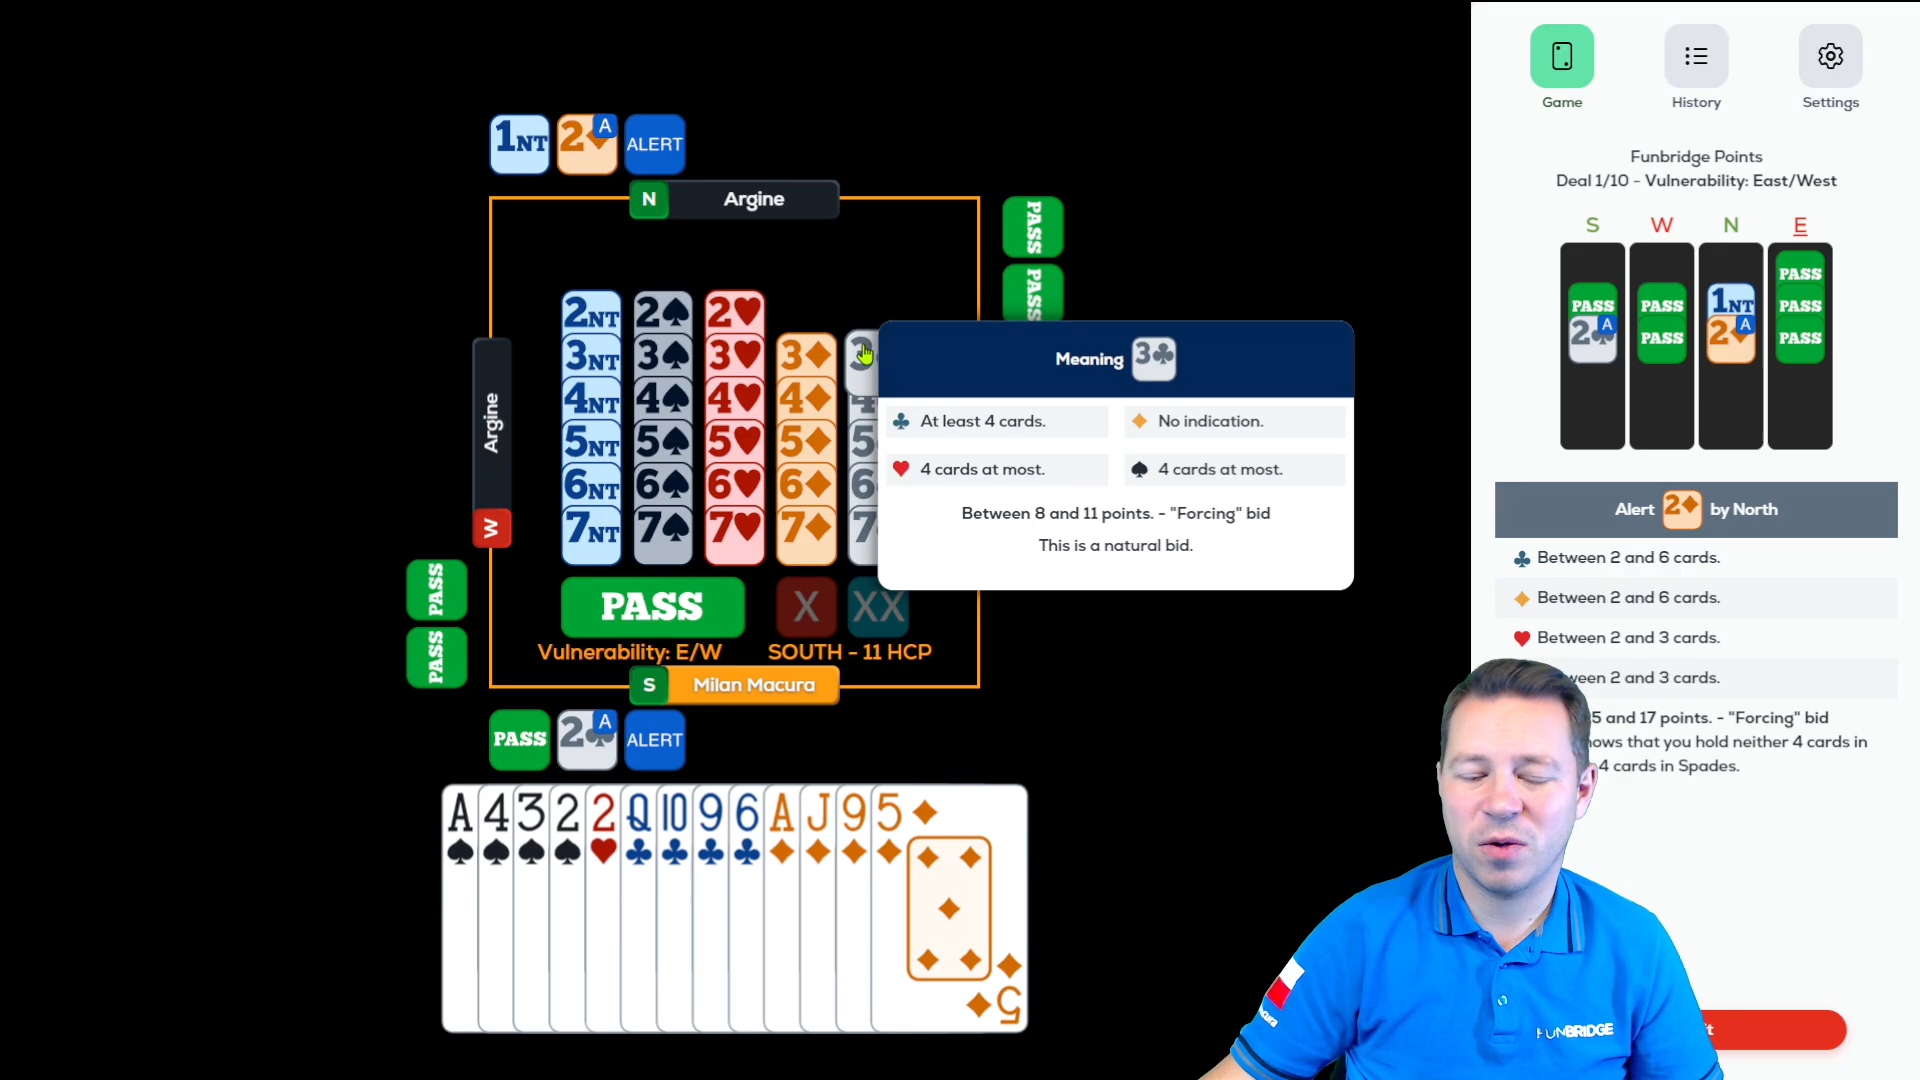 Game
History
Settings
Funbridge Points
Deal 1/10 - Vulnerability: East/West
S W N E
PASS
PASS PASS 1NT PASS
2♣ A PASS 2♦ A PASS
Alert 2♦ by North
♣ Between 2 and 6 cards.
♦ Between 2 and 6 cards.
♥ Between 2 and 3 cards.
2 and 3 cards.
and 17 points. - "Forcing" bid
that you hold neither 4 cards in
4 cards in Spades.
1NT 2♦ A ALERT
N Argine
PASS
PASS
2NT 2♠ 2♥
3NT 3♠ 3♥ 3♦ 3
4NT 4♠ 4♥ 4♦ 4
5NT 5♠ 5♥ 5♦ 5
6NT 6♠ 6♥ 6♦ 6
7NT 7♠ 7♥ 7♦ 7
Meaning 3♣
♣ At least 4 cards. ♦ No indication.
♥ 4 cards at most. ♠ 4 cards at most.
Between 8 and 11 points. - "Forcing" bid
This is a natural bid.
Argine
W
PASS
PASS
PASS X XX
Vulnerability: E/W SOUTH - 11 HCP
S Milan Macura
PASS 2♣ A ALERT
A♠ 4♠ 3♠ 2♠ 2♥ Q♣ 10♣ 9♣ 6♣ A♦ J♦ 9♦ 5♦
5♦
FUNBRIDGE